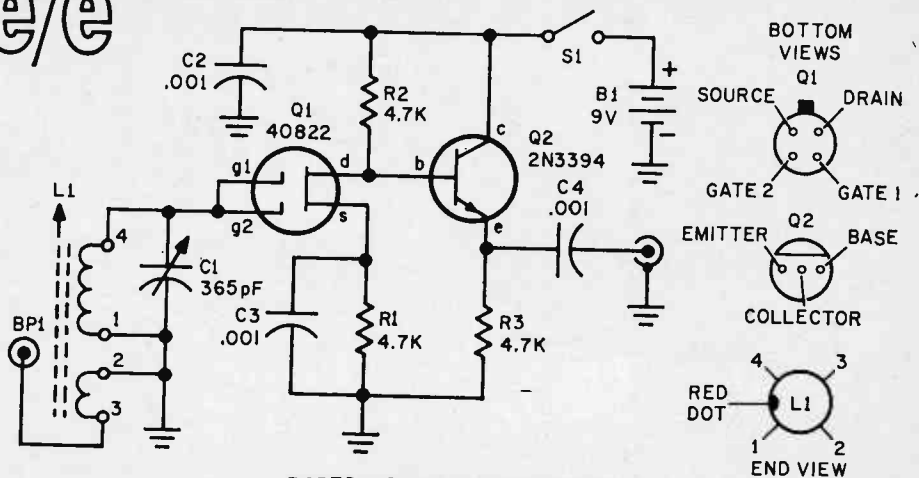 e/e
C2
.001
R2
4.7K
Q1
40822
g1
g2
d
s
b
c
e
Q2
2N3394
S1
+
B1
9V
–
C4
.001
L1
4
1
2
3
BP1
C1
365pF
C3
.001
R1
4.7K
R3
4.7K
BOTTOM
VIEWS
Q1
SOURCE
DRAIN
GATE 2
GATE 1
Q2
EMITTER
BASE
COLLECTOR
4
3
RED
DOT
L1
1
2
END VIEW